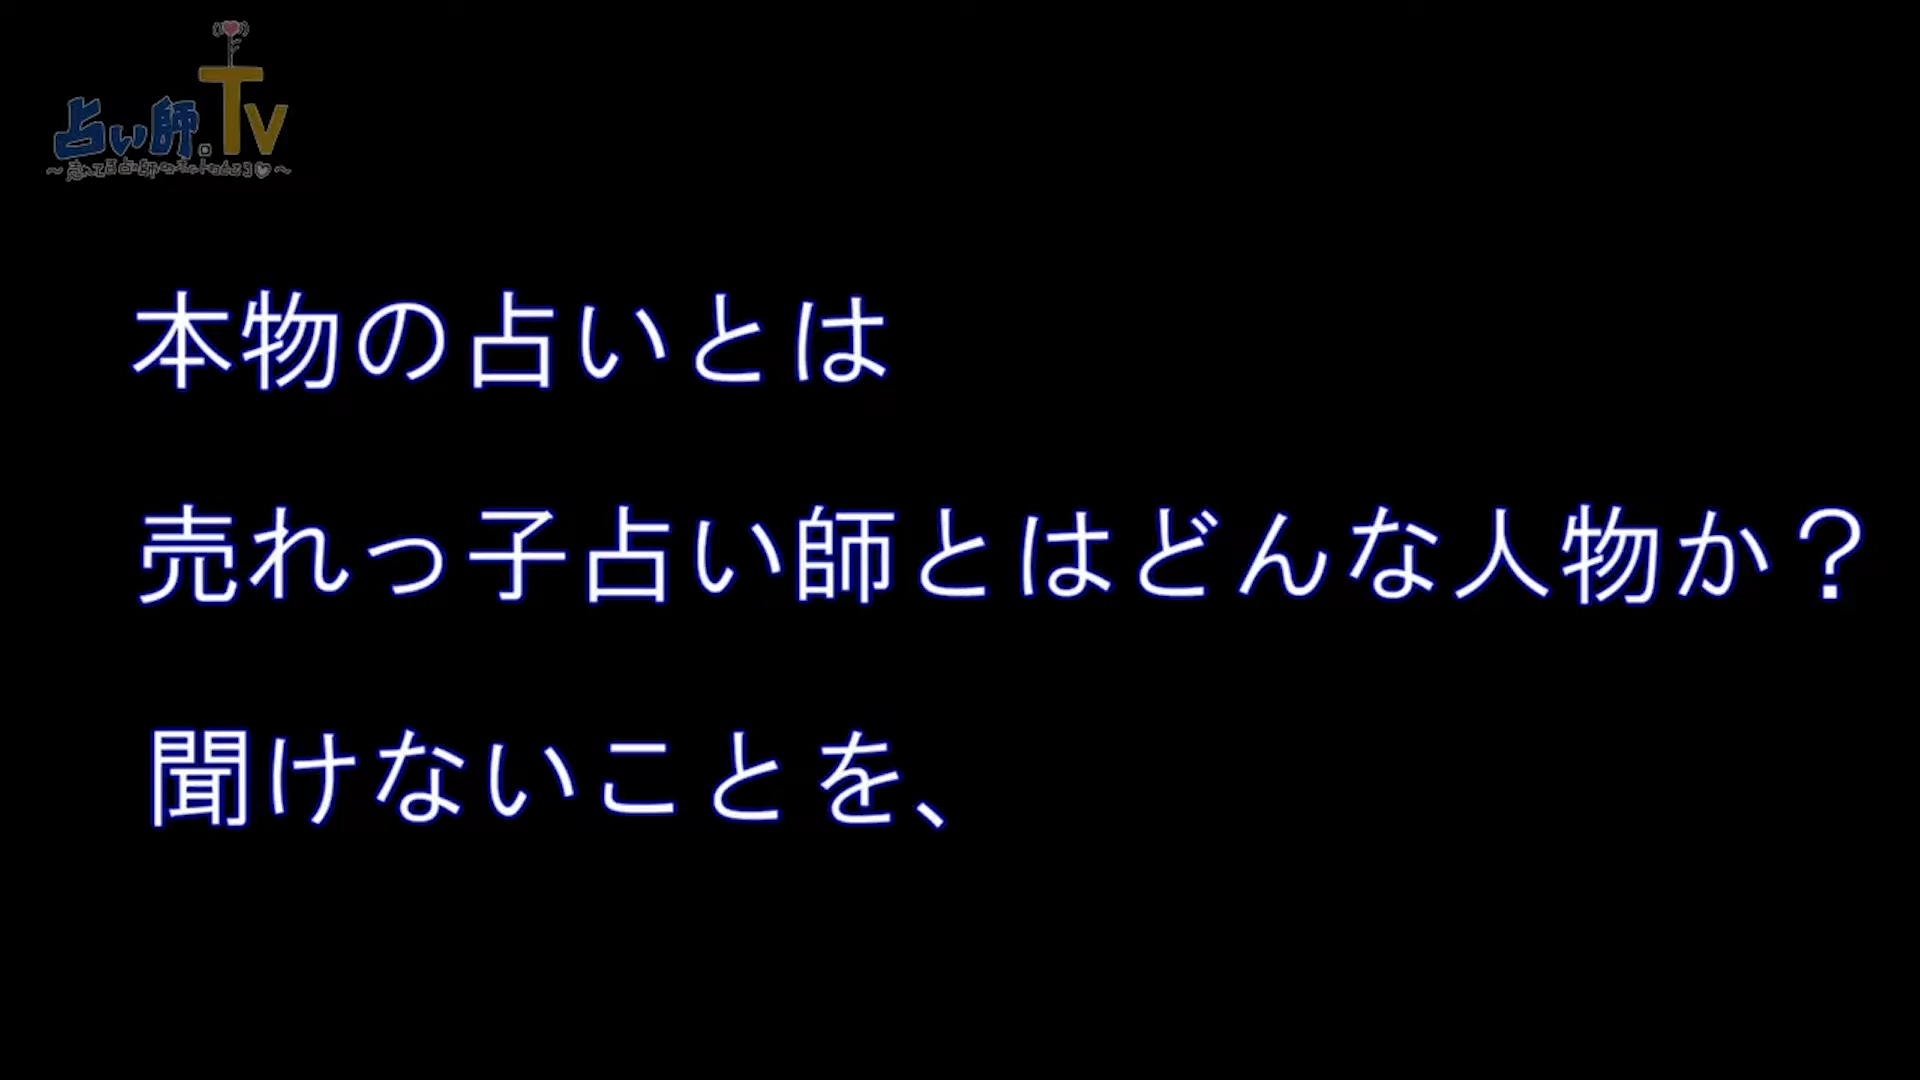 占い師.TV
本物の占いとは
売れっ子占い師とはどんな人物か？
聞けないことを、